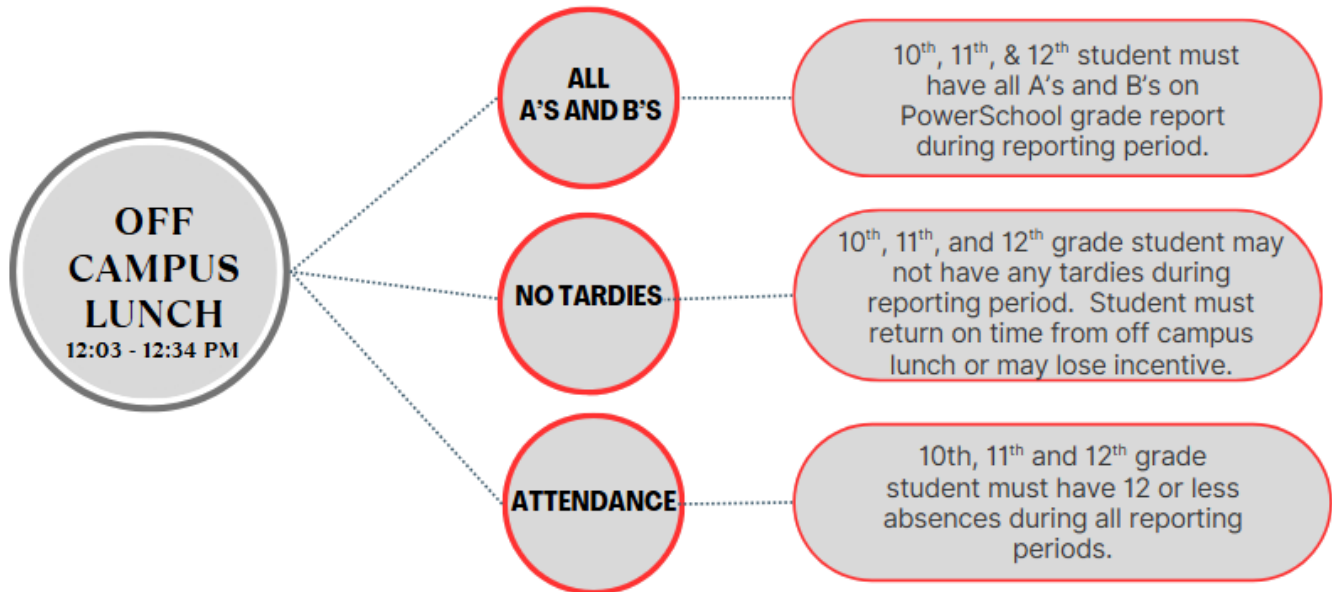 OFF
CAMPUS
LUNCH
12:03 - 12:34 PM
ALL
A'S AND B'S
10th, 11th, & 12th student must
have all A's and B's on
PowerSchool grade report
during reporting period.
NO TARDIES
10th, 11th, and 12th grade student may
not have any tardies during
reporting period.  Student must
return on time from off campus
lunch or may lose incentive.
ATTENDANCE
10th, 11th and 12th grade
student must have 12 or less
absences during all reporting
periods.